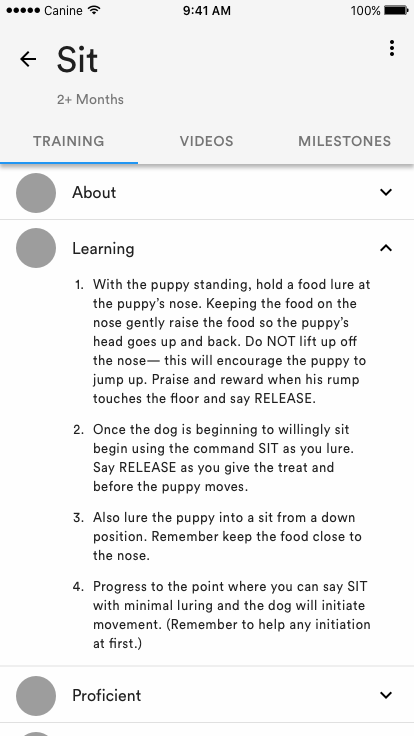 Canine 9:41 AM 100%
Sit
2+ Months
TRAINING VIDEOS MILESTONES
About
Learning
1. With the puppy standing, hold a food lure at
the puppy's nose. Keeping the food on the
nose gently raise the food so the puppy's
head goes up and back. Do NOT lift up off
the nose— this will encourage the puppy to
jump up. Praise and reward when his rump
touches the floor and say RELEASE.
2. Once the dog is beginning to willingly sit
begin using the command SIT as you lure.
Say RELEASE as you give the treat and
before the puppy moves.
3. Also lure the puppy into a sit from a down
position. Remember keep the food close to
the nose.
4. Progress to the point where you can say SIT
with minimal luring and the dog will initiate
movement. (Remember to help any initiation
at first.)
Proficient